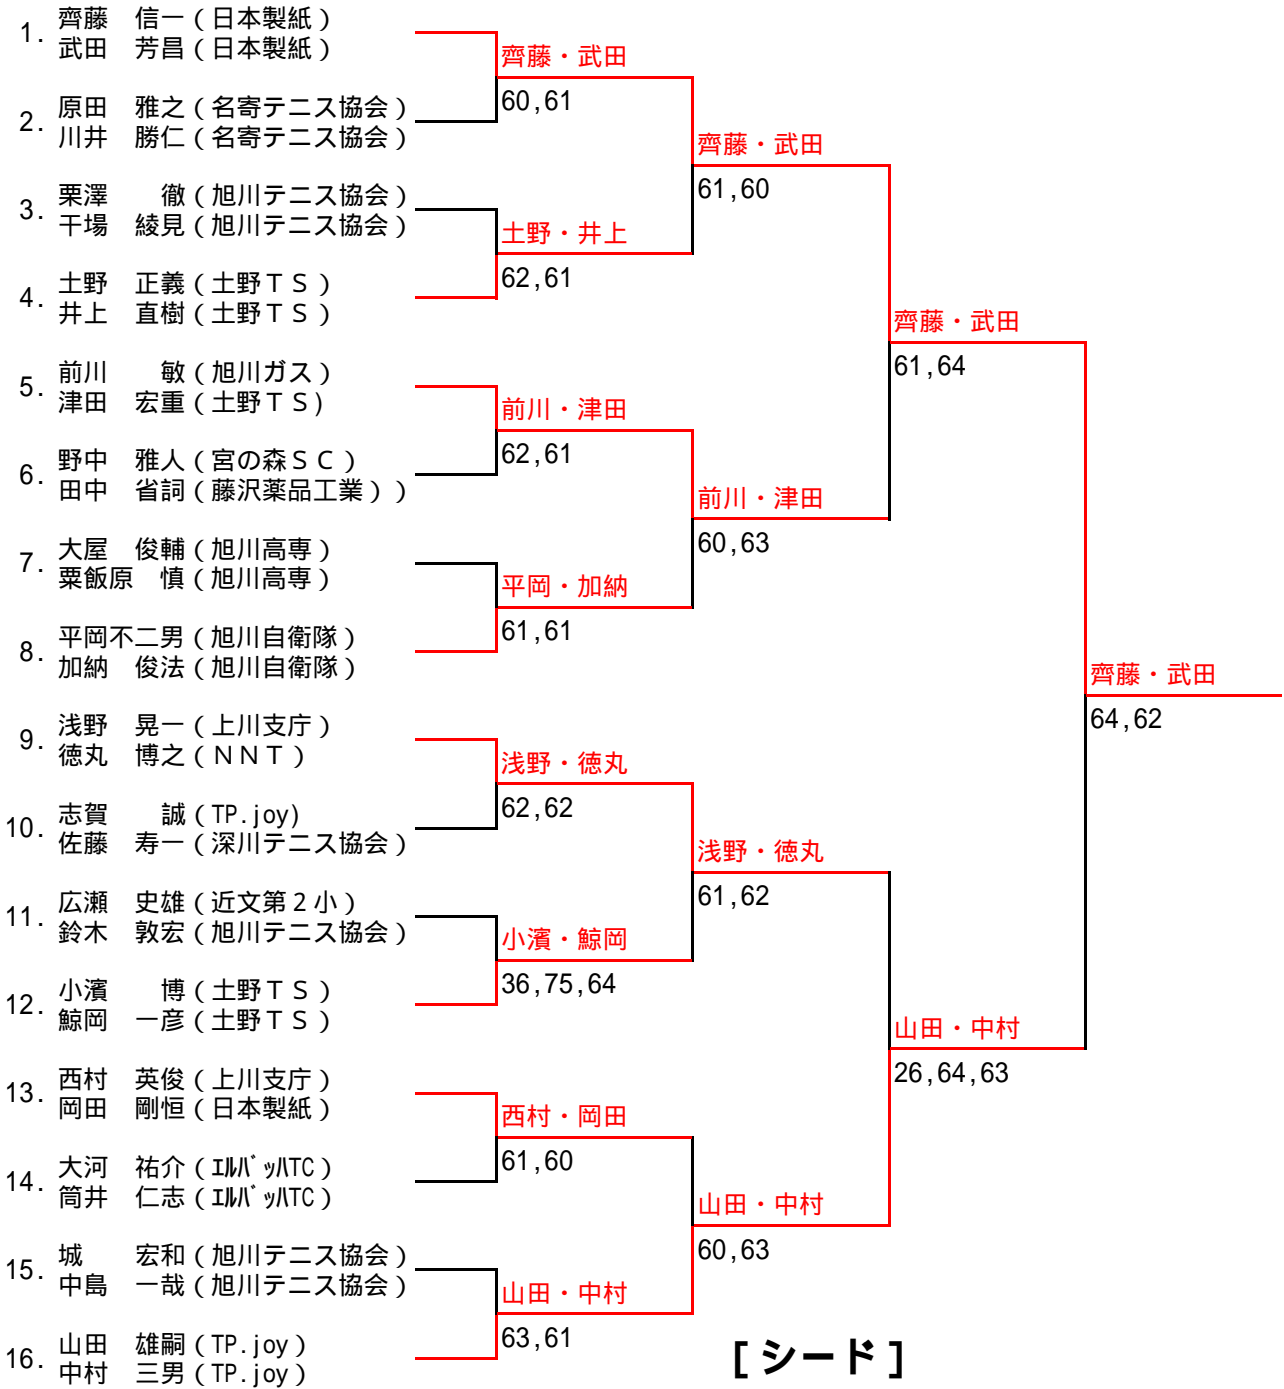 1.
齊藤　信一（日本製紙）
武田　芳昌（日本製紙）
2.
原田　雅之（名寄テニス協会）
川井　勝仁（名寄テニス協会）
3.
栗澤　　徹（旭川テニス協会）
干場　綾見（旭川テニス協会）
4.
土野　正義（土野ＴＳ）
井上　直樹（土野ＴＳ）
5.
前川　　敏（旭川ガス）
津田　宏重（土野ＴＳ)
6.
野中　雅人（宮の森ＳＣ）
田中　省詞（藤沢薬品工業））
7.
大屋　俊輔（旭川高専）
粟飯原　慎（旭川高専）
8.
平岡不二男（旭川自衛隊）
加納　俊法（旭川自衛隊）
9.
浅野　晃一（上川支庁）
徳丸　博之（ＮＮＴ）
10.
志賀　　誠（TP.joy)
佐藤　寿一（深川テニス協会）
11.
広瀬　史雄（近文第２小）
鈴木　敦宏（旭川テニス協会）
12.
小濱　　博（土野ＴＳ）
鯨岡　一彦（土野ＴＳ）
13.
西村　英俊（上川支庁）
岡田　剛恒（日本製紙）
14.
大河　祐介（ｴﾙﾊﾞｯﾊTC）
筒井　仁志（ｴﾙﾊﾞｯﾊTC）
15.
城　　宏和（旭川テニス協会）
中島　一哉（旭川テニス協会）
16.
山田　雄嗣（TP.joy）
中村　三男（TP.joy）
齊藤・武田
60,61
土野・井上
62,61
前川・津田
62,61
平岡・加納
61,61
浅野・徳丸
62,62
小濱・鯨岡
36,75,64
西村・岡田
61,60
山田・中村
63,61
齊藤・武田
61,60
前川・津田
60,63
浅野・徳丸
61,62
山田・中村
60,63
齊藤・武田
61,64
山田・中村
26,64,63
齊藤・武田
64,62
[シード]